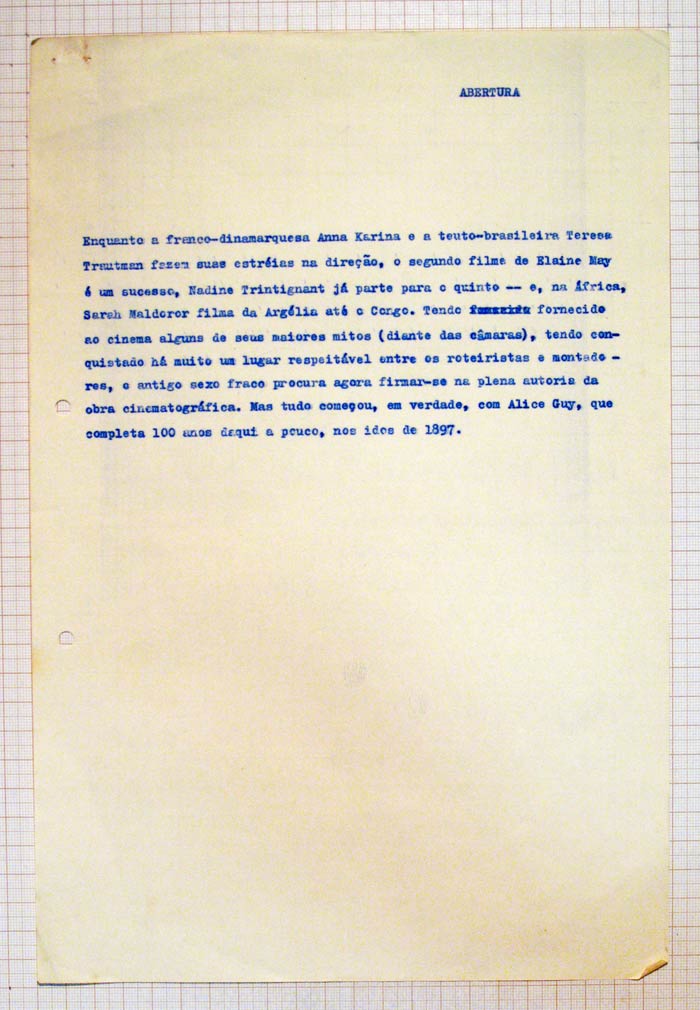 ABERTURA
Enquanto a franco-dinamarquesa Anna Karina e a teuto-brasileira Teresa
Trautman fazem suas estréias na direção, o segundo filme de Elaine May
é um sucesso, Nadine Trintignant já parte para o quinto -- e, na África,
Sarah Maldoror filma da Argélia até o Congo. Tendo fornecido
ao cinema alguns de seus maiores mitos (diante das câmaras), tendo con-
quistado há muito um lugar respeitável entre os roteiristas e montado -
res, o antigo sexo fraco procura agora firmar-se na plena autoria da
obra cinematográfica. Mas tudo começou, em verdade, com Alice Guy, que
completa 100 anos daqui a pouco, nos idos de 1897.